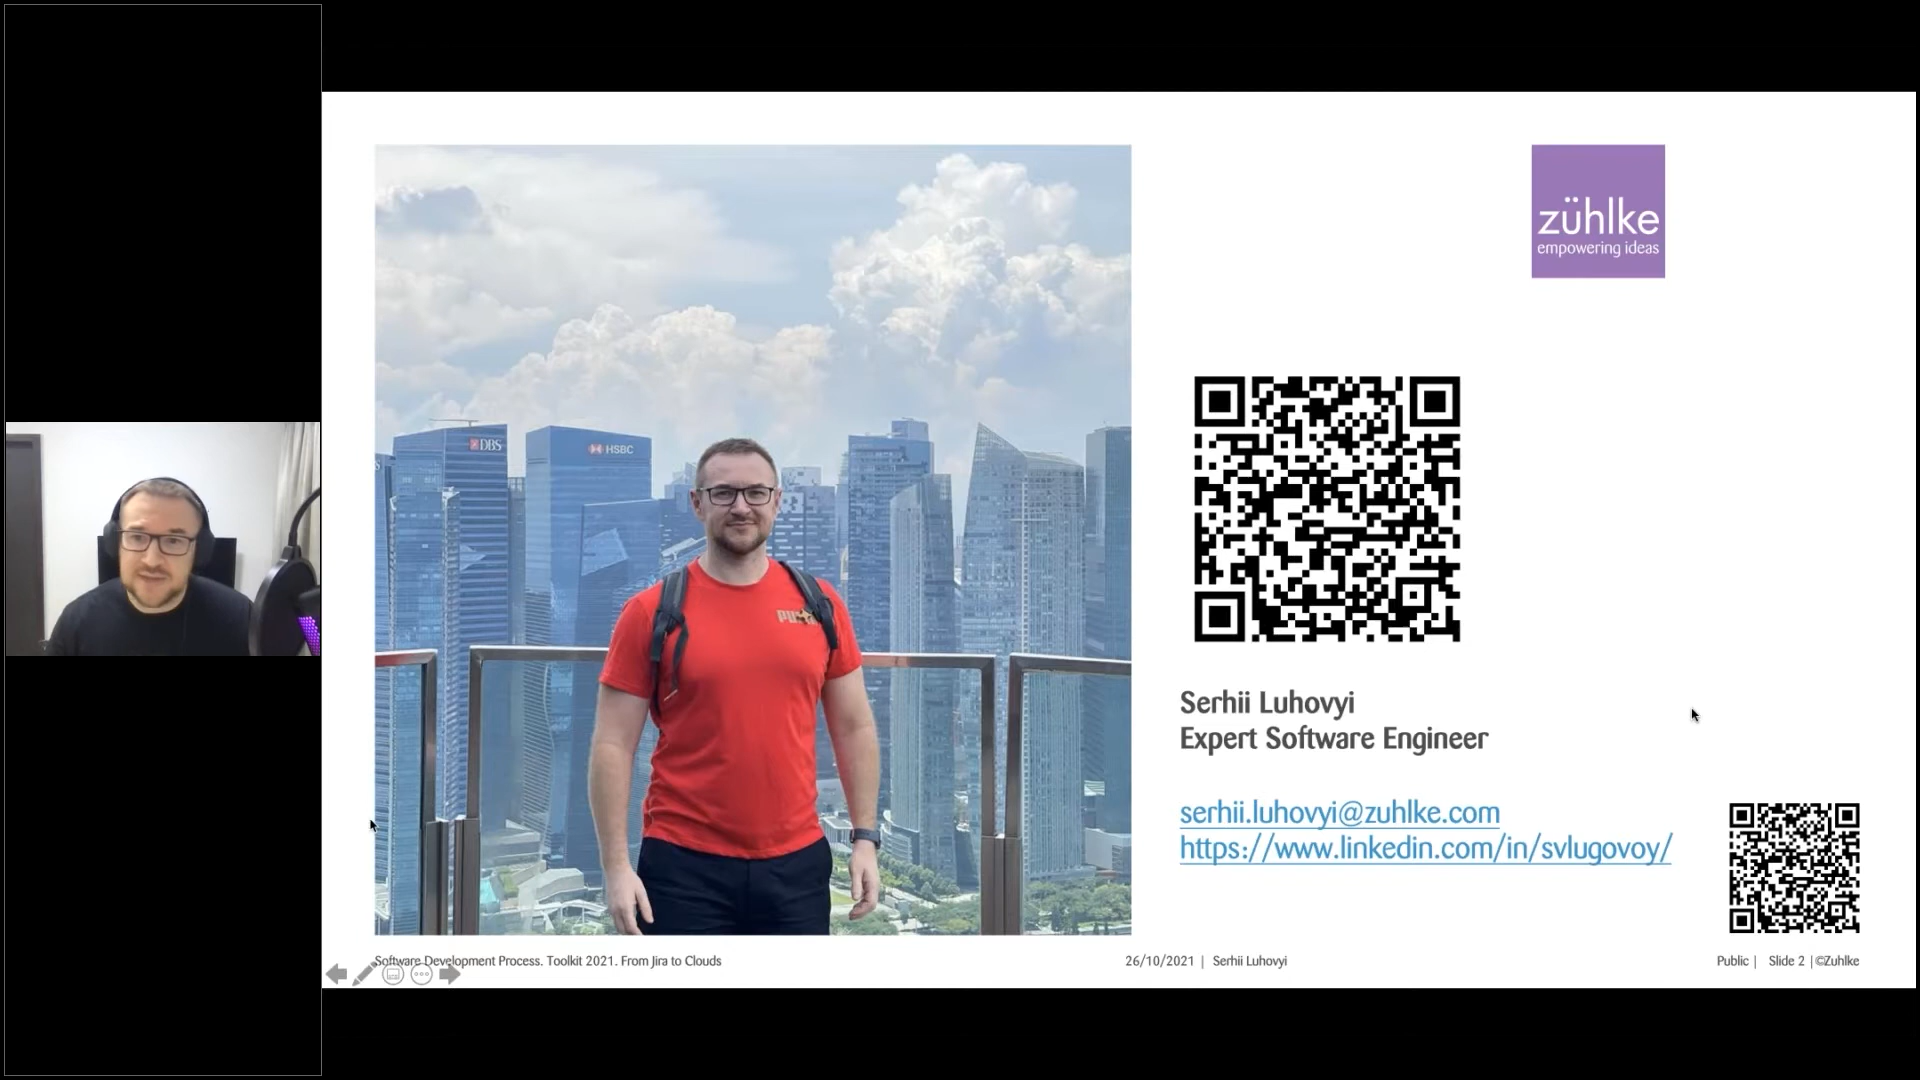 zühlke
empowering ideas
DBS
HSBC
Serhii Luhovyi
Expert Software Engineer
serhii.luhovyi@zuhlke.com
https://www.linkedin.com/in/svlugovoy/
Software Development Process. Toolkit 2021. From Jira to Clouds
26/10/2021 | Serhii Luhovyi
Public | Slide 2 | ©Zuhlke